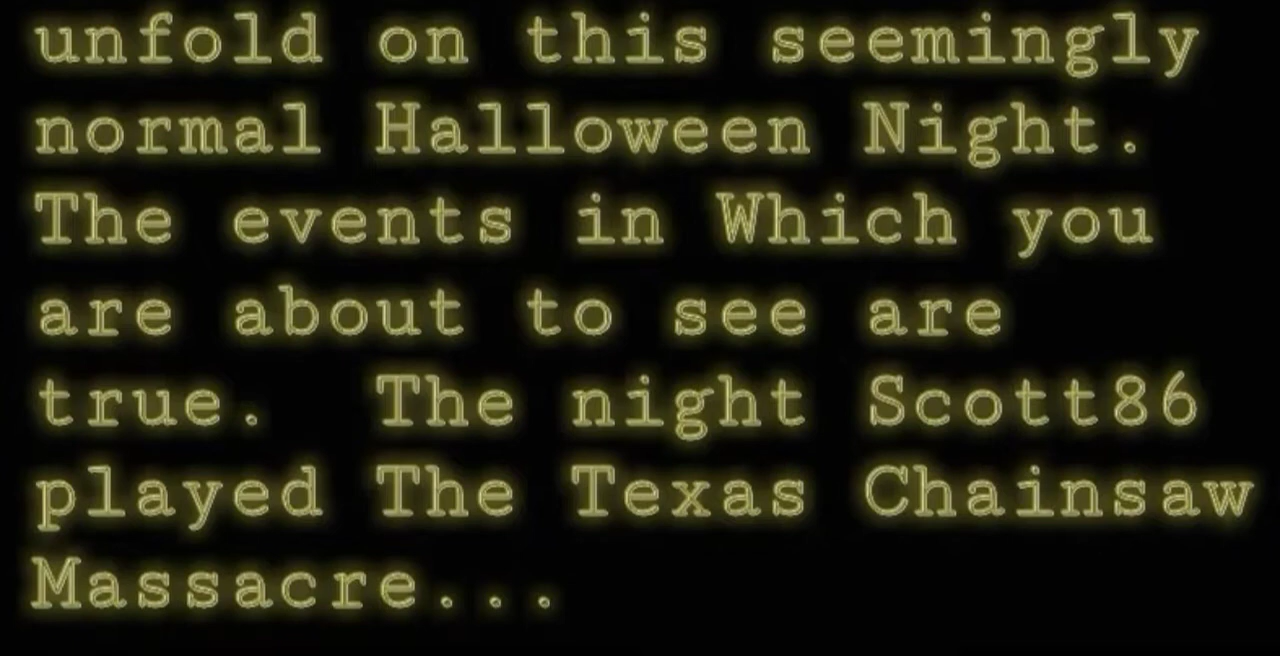 unfold on this seemingly
normal Halloween Night.
The events in Which you
are about to see are
true.  The night Scott86
played The Texas Chainsaw
Massacre...